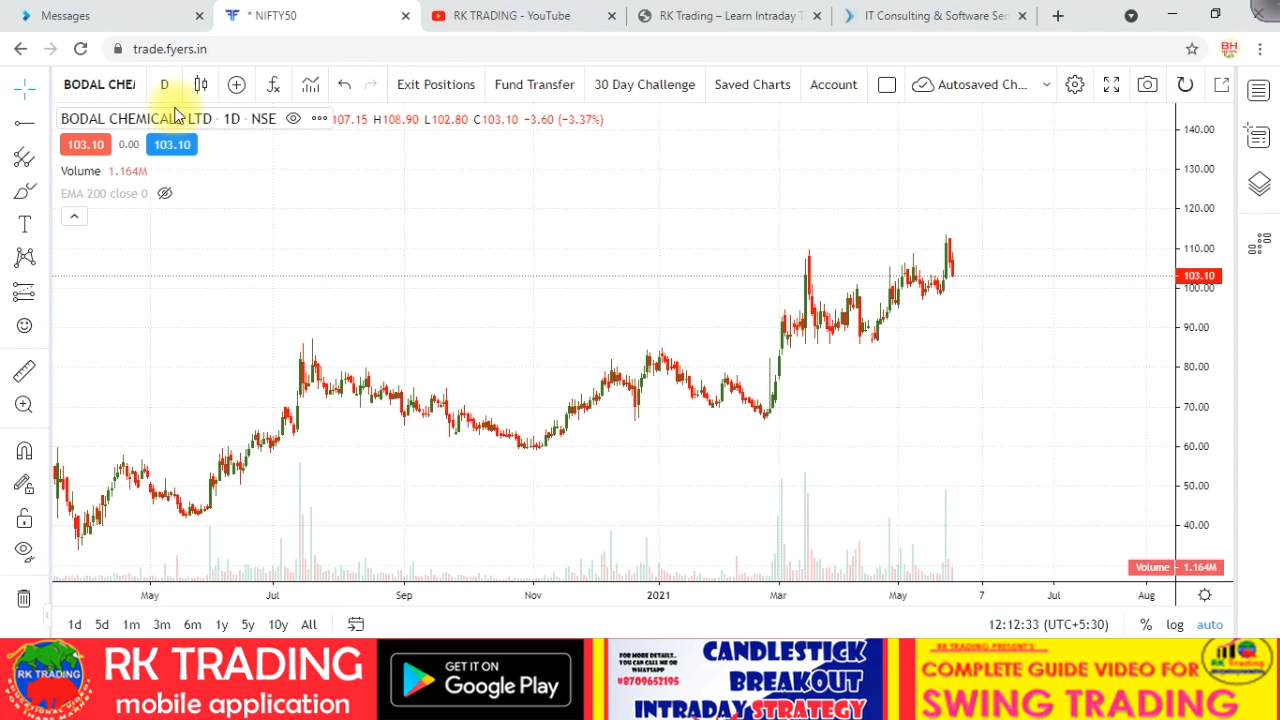 Messages
* NIFTY50
RK TRADING - YouTube
RK Trading – Learn Intraday T
IT Consulting & Software Ser
trade.fyers.in
BH
NEWS
BODAL CHE
D
Exit Positions
Fund Transfer
30 Day Challenge
Saved Charts
Account
Autosaved Ch...
BODAL CHEMICALS LTD · 1D · NSE
107.15 H108.90 L102.80 C103.10 -3.60 (-3.37%)
103.10 0.00 103.10
Volume 1.164M
EMA 200 close 0
140.00
130.00
120.00
110.00
103.10
100.00
90.00
80.00
70.00
60.00
50.00
40.00
Volume 1.164M
May Jul Sep Nov 2021 Mar May 7 Jul Aug
1d 5d 1m 3m 6m 1y 5y 10y All
12:12:33 (UTC+5:30) % log auto
RK TRADING
RK TRADING
mobile application
GET IT ON
Google Play
FOR MORE DETAILS..
YOU CAN CALL ME OR
WHATSAPP
#8709652195
CANDLESTICK
BREAKOUT
INTRADAY STRATEGY
RK TRADING PRESENT'S
COMPLETE GUIDE VIDEO FOR
SWING TRADING
RK Trading